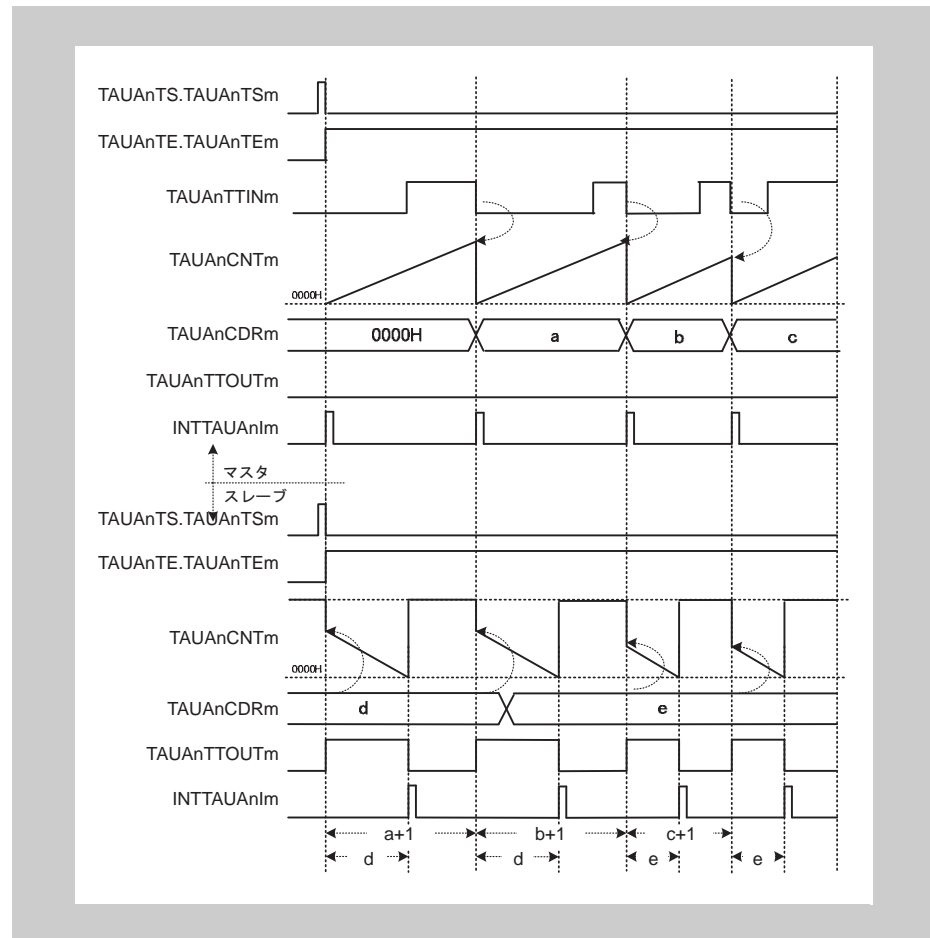 TAUAnTS.TAUAnTSm
TAUAnTE.TAUAnTEm
TAUAnTTINm
TAUAnCNTm
0000H
TAUAnCDRm 0000H a b c
TAUAnTTOUTm
INTTAUAnIm
マスタ
スレーブ
TAUAnTS.TAUAnTSm
TAUAnTE.TAUAnTEm
TAUAnCNTm
0000H
TAUAnCDRm d e
TAUAnTTOUTm
INTTAUAnIm
a+1 b+1 c+1
d d e e